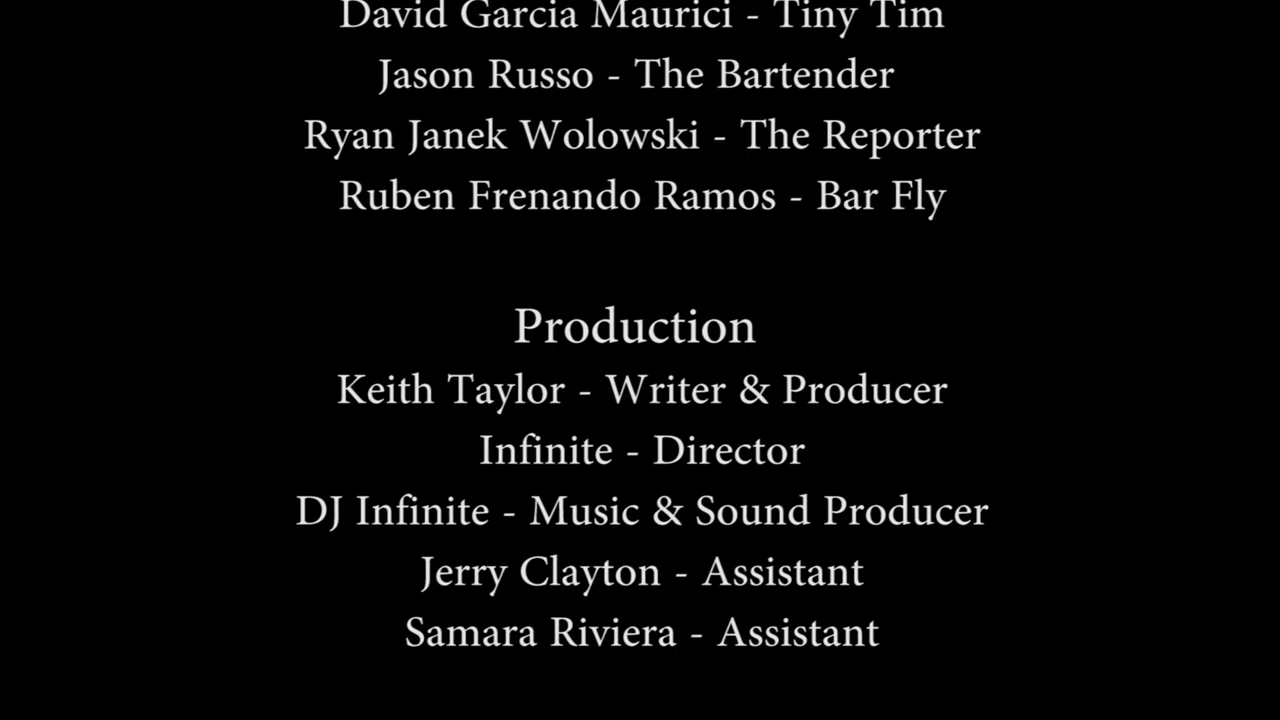 David Garcia Maurici - Tiny Tim
Jason Russo - The Bartender
Ryan Janek Wolowski - The Reporter
Ruben Frenando Ramos - Bar Fly
Production
Keith Taylor - Writer & Producer
Infinite - Director
DJ Infinite - Music & Sound Producer
Jerry Clayton - Assistant
Samara Riviera - Assistant